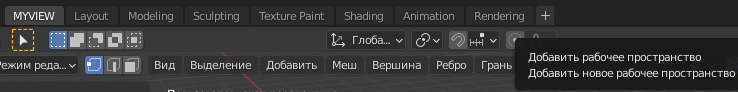 MYVIEW Layout Modeling Sculpting Texture Paint Shading Animation Rendering +
Глоба...
Режим реда... Вид Выделение Добавить Меш Вершина Ребро Грань
Добавить рабочее пространство
Добавить новое рабочее пространство